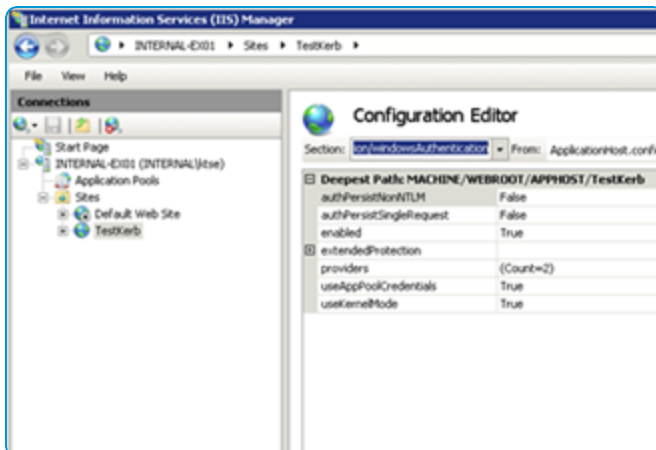 Internet Information Services (IIS) Manager
INTERNAL-EX01 Sites TestKerb
File View Help
Connections
Start Page
INTERNAL-EX01 (INTERNAL\ktse)
Application Pools
Sites
Default Web Site
TestKerb
Configuration Editor
Section: on/windowsAuthentication From: ApplicationHost.conf
Deepest Path: MACHINE/WEBROOT/APPHOST/TestKerb
authPersistNonNTLM False
authPersistSingleRequest False
enabled True
extendedProtection
providers (Count=2)
useAppPoolCredentials True
useKernelMode True